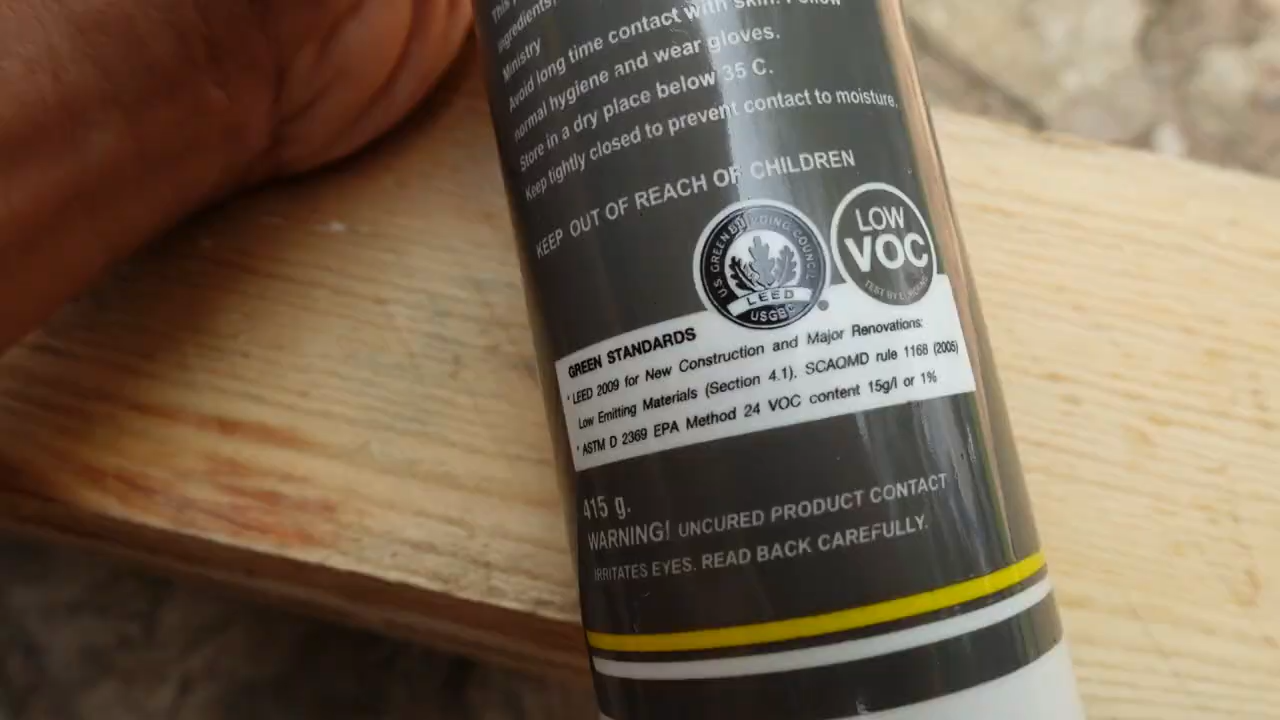 This
ingredients,
Ministry
Avoid long time contact with skin. Follow
normal hygiene and wear gloves.
Store in a dry place below 35 C.
Keep tightly closed to prevent contact to moisture.
KEEP OUT OF REACH OF CHILDREN
U.S. GREEN BUILDING COUNCIL
LEED
USGBC
LOW
VOC
TEST BY
GREEN STANDARDS
* LEED 2009 for New Construction and Major Renovations:
Low Emitting Materials (Section 4.1). SCAQMD rule 1168 (2005)
* ASTM D 2369 EPA Method 24 VOC content 15g/l or 1%
415 g.
WARNING! UNCURED PRODUCT CONTACT
IRRITATES EYES. READ BACK CAREFULLY.